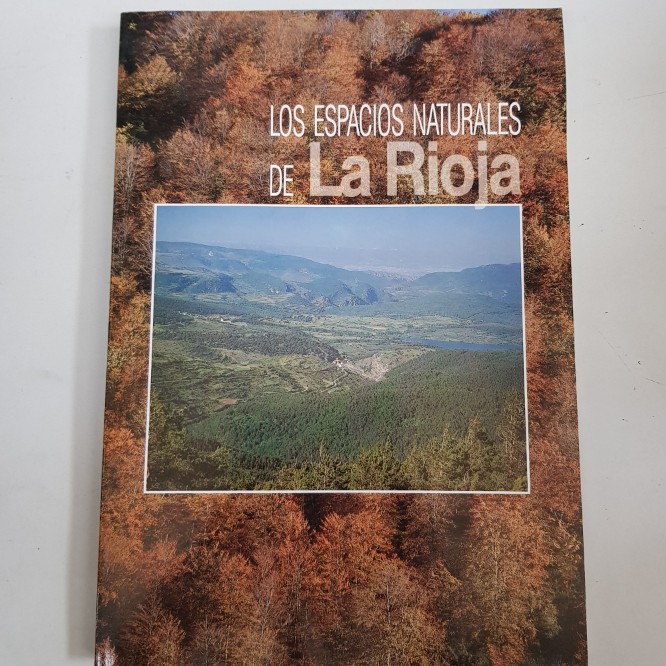 LOS ESPACIOS NATURALES
DE La Rioja